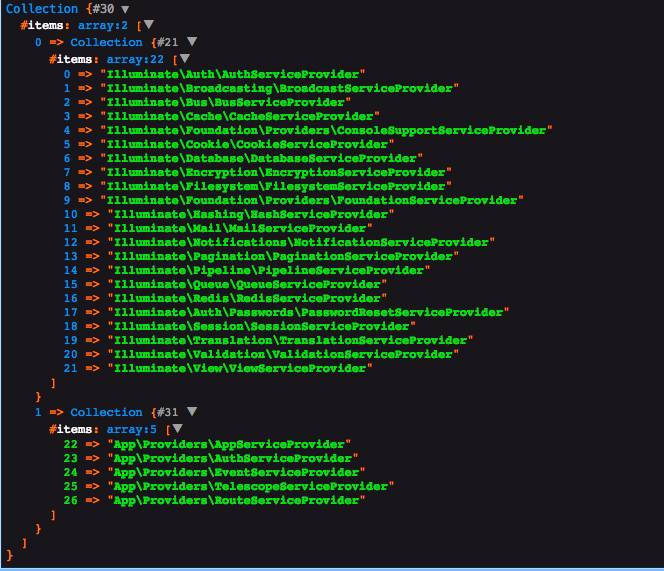 Collection {#30 ▼
  #items: array:2 [▼
    0 => Collection {#21 ▼
      #items: array:22 [▼
        0 => "Illuminate\Auth\AuthServiceProvider"
        1 => "Illuminate\Broadcasting\BroadcastServiceProvider"
        2 => "Illuminate\Bus\BusServiceProvider"
        3 => "Illuminate\Cache\CacheServiceProvider"
        4 => "Illuminate\Foundation\Providers\ConsoleSupportServiceProvider"
        5 => "Illuminate\Cookie\CookieServiceProvider"
        6 => "Illuminate\Database\DatabaseServiceProvider"
        7 => "Illuminate\Encryption\EncryptionServiceProvider"
        8 => "Illuminate\Filesystem\FilesystemServiceProvider"
        9 => "Illuminate\Foundation\Providers\FoundationServiceProvider"
        10 => "Illuminate\Hashing\HashServiceProvider"
        11 => "Illuminate\Mail\MailServiceProvider"
        12 => "Illuminate\Notifications\NotificationServiceProvider"
        13 => "Illuminate\Pagination\PaginationServiceProvider"
        14 => "Illuminate\Pipeline\PipelineServiceProvider"
        15 => "Illuminate\Queue\QueueServiceProvider"
        16 => "Illuminate\Redis\RedisServiceProvider"
        17 => "Illuminate\Auth\Passwords\PasswordResetServiceProvider"
        18 => "Illuminate\Session\SessionServiceProvider"
        19 => "Illuminate\Translation\TranslationServiceProvider"
        20 => "Illuminate\Validation\ValidationServiceProvider"
        21 => "Illuminate\View\ViewServiceProvider"
      ]
    }
    1 => Collection {#31 ▼
      #items: array:5 [▼
        22 => "App\Providers\AppServiceProvider"
        23 => "App\Providers\AuthServiceProvider"
        24 => "App\Providers\EventServiceProvider"
        25 => "App\Providers\TelescopeServiceProvider"
        26 => "App\Providers\RouteServiceProvider"
      ]
    }
  ]
}